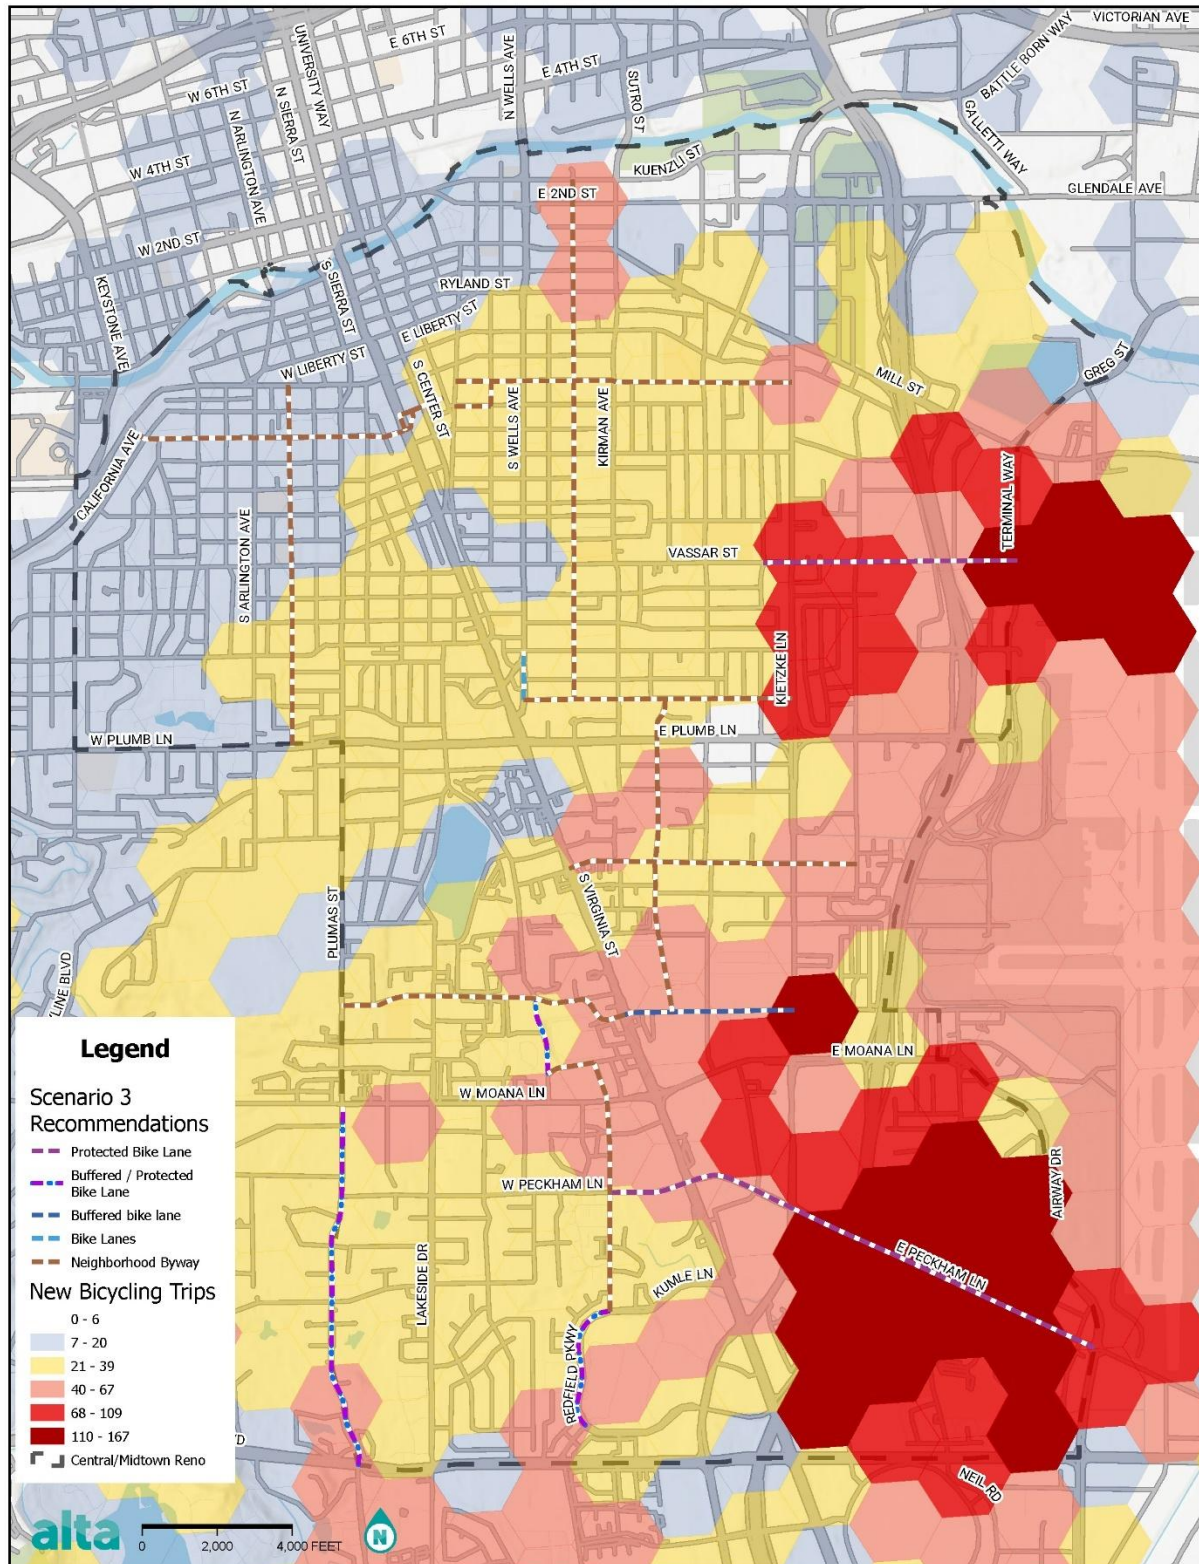 VICTORIAN AVE
E 6TH ST
UNIVERSITY WAY
N WELLS AVE
E 4TH ST
BATTLE BORN WAY
W 6TH ST
N SIERRA ST
SUTRO ST
N ARLINGTON AVE
GALLETTI WAY
W 4TH ST
KUENZLI ST
E 2ND ST
GLENDALE AVE
W 2ND ST
KEYSTONE AVE
S SIERRA ST
RYLAND ST
E LIBERTY ST
W LIBERTY ST
GREG ST
S CENTER ST
MILL ST
S WELLS AVE
KIRMAN AVE
CALIFORNIA AVE
TERMINAL WAY
VASSAR ST
S ARLINGTON AVE
KIETZKE LN
W PLUMB LN
E PLUMB LN
PLUMAS ST
S VIRGINIA ST
YLINE BLVD
E MOANA LN
W MOANA LN
W PECKHAM LN
AIRWAY DR
E PECKHAM LN
LAKESIDE DR
KUMLE LN
REDFIELD PKWY
NEIL RD
D
Legend
Scenario 3
Recommendations
Protected Bike Lane
Buffered / Protected
Bike Lane
Buffered bike lane
Bike Lanes
Neighborhood Byway
New Bicycling Trips
0 - 6
7 - 20
21 - 39
40 - 67
68 - 109
110 - 167
Central/Midtown Reno
alta
0 2,000 4,000 FEET
N